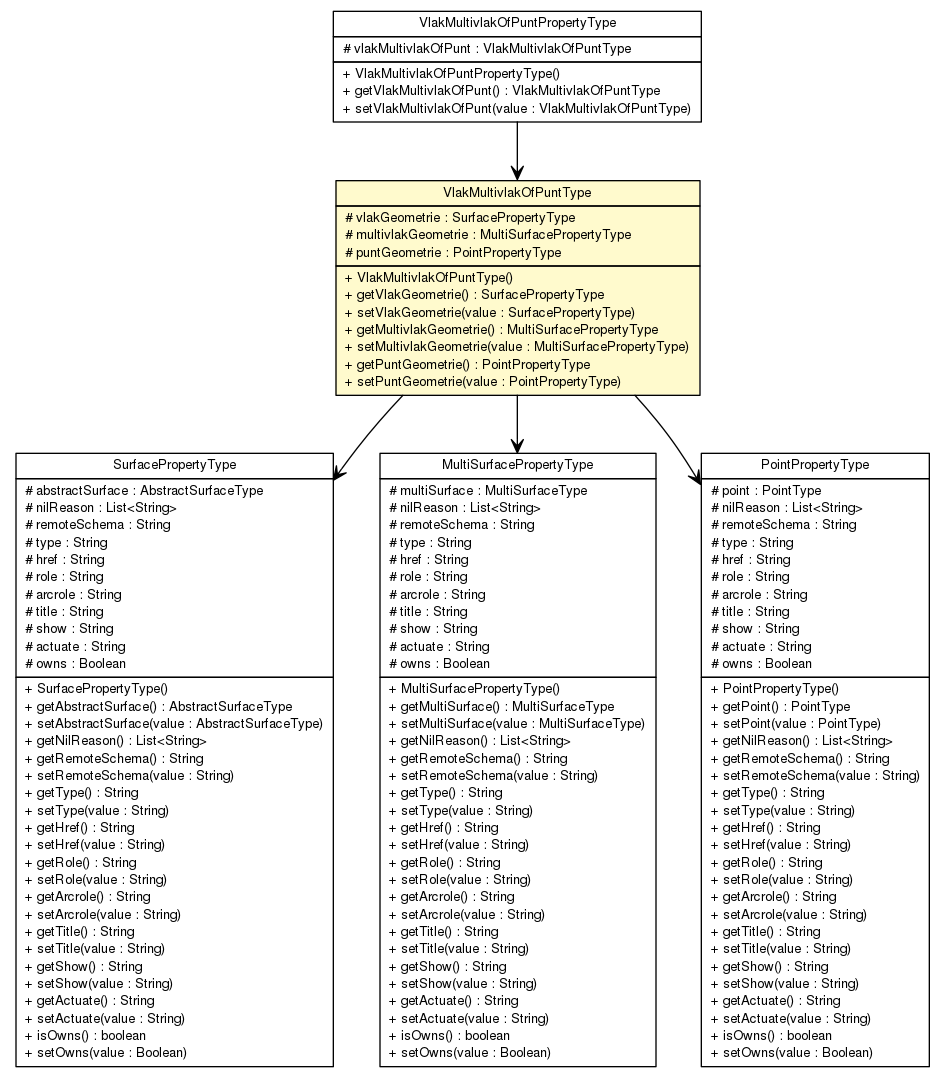 VlakMultivlakOfPuntPropertyType
# vlakMultivlakOfPunt : VlakMultivlakOfPuntType
+ VlakMultivlakOfPuntPropertyType()
+ getVlakMultivlakOfPunt() : VlakMultivlakOfPuntType
+ setVlakMultivlakOfPunt(value : VlakMultivlakOfPuntType)
VlakMultivlakOfPuntType
# vlakGeometrie : SurfacePropertyType
# multivlakGeometrie : MultiSurfacePropertyType
# puntGeometrie : PointPropertyType
+ VlakMultivlakOfPuntType()
+ getVlakGeometrie() : SurfacePropertyType
+ setVlakGeometrie(value : SurfacePropertyType)
+ getMultivlakGeometrie() : MultiSurfacePropertyType
+ setMultivlakGeometrie(value : MultiSurfacePropertyType)
+ getPuntGeometrie() : PointPropertyType
+ setPuntGeometrie(value : PointPropertyType)
SurfacePropertyType
# abstractSurface : AbstractSurfaceType
# nilReason : List<String>
# remoteSchema : String
# type : String
# href : String
# role : String
# arcrole : String
# title : String
# show : String
# actuate : String
# owns : Boolean
+ SurfacePropertyType()
+ getAbstractSurface() : AbstractSurfaceType
+ setAbstractSurface(value : AbstractSurfaceType)
+ getNilReason() : List<String>
+ getRemoteSchema() : String
+ setRemoteSchema(value : String)
+ getType() : String
+ setType(value : String)
+ getHref() : String
+ setHref(value : String)
+ getRole() : String
+ setRole(value : String)
+ getArcrole() : String
+ setArcrole(value : String)
+ getTitle() : String
+ setTitle(value : String)
+ getShow() : String
+ setShow(value : String)
+ getActuate() : String
+ setActuate(value : String)
+ isOwns() : boolean
+ setOwns(value : Boolean)
MultiSurfacePropertyType
# multiSurface : MultiSurfaceType
# nilReason : List<String>
# remoteSchema : String
# type : String
# href : String
# role : String
# arcrole : String
# title : String
# show : String
# actuate : String
# owns : Boolean
+ MultiSurfacePropertyType()
+ getMultiSurface() : MultiSurfaceType
+ setMultiSurface(value : MultiSurfaceType)
+ getNilReason() : List<String>
+ getRemoteSchema() : String
+ setRemoteSchema(value : String)
+ getType() : String
+ setType(value : String)
+ getHref() : String
+ setHref(value : String)
+ getRole() : String
+ setRole(value : String)
+ getArcrole() : String
+ setArcrole(value : String)
+ getTitle() : String
+ setTitle(value : String)
+ getShow() : String
+ setShow(value : String)
+ getActuate() : String
+ setActuate(value : String)
+ isOwns() : boolean
+ setOwns(value : Boolean)
PointPropertyType
# point : PointType
# nilReason : List<String>
# remoteSchema : String
# type : String
# href : String
# role : String
# arcrole : String
# title : String
# show : String
# actuate : String
# owns : Boolean
+ PointPropertyType()
+ getPoint() : PointType
+ setPoint(value : PointType)
+ getNilReason() : List<String>
+ getRemoteSchema() : String
+ setRemoteSchema(value : String)
+ getType() : String
+ setType(value : String)
+ getHref() : String
+ setHref(value : String)
+ getRole() : String
+ setRole(value : String)
+ getArcrole() : String
+ setArcrole(value : String)
+ getTitle() : String
+ setTitle(value : String)
+ getShow() : String
+ setShow(value : String)
+ getActuate() : String
+ setActuate(value : String)
+ isOwns() : boolean
+ setOwns(value : Boolean)